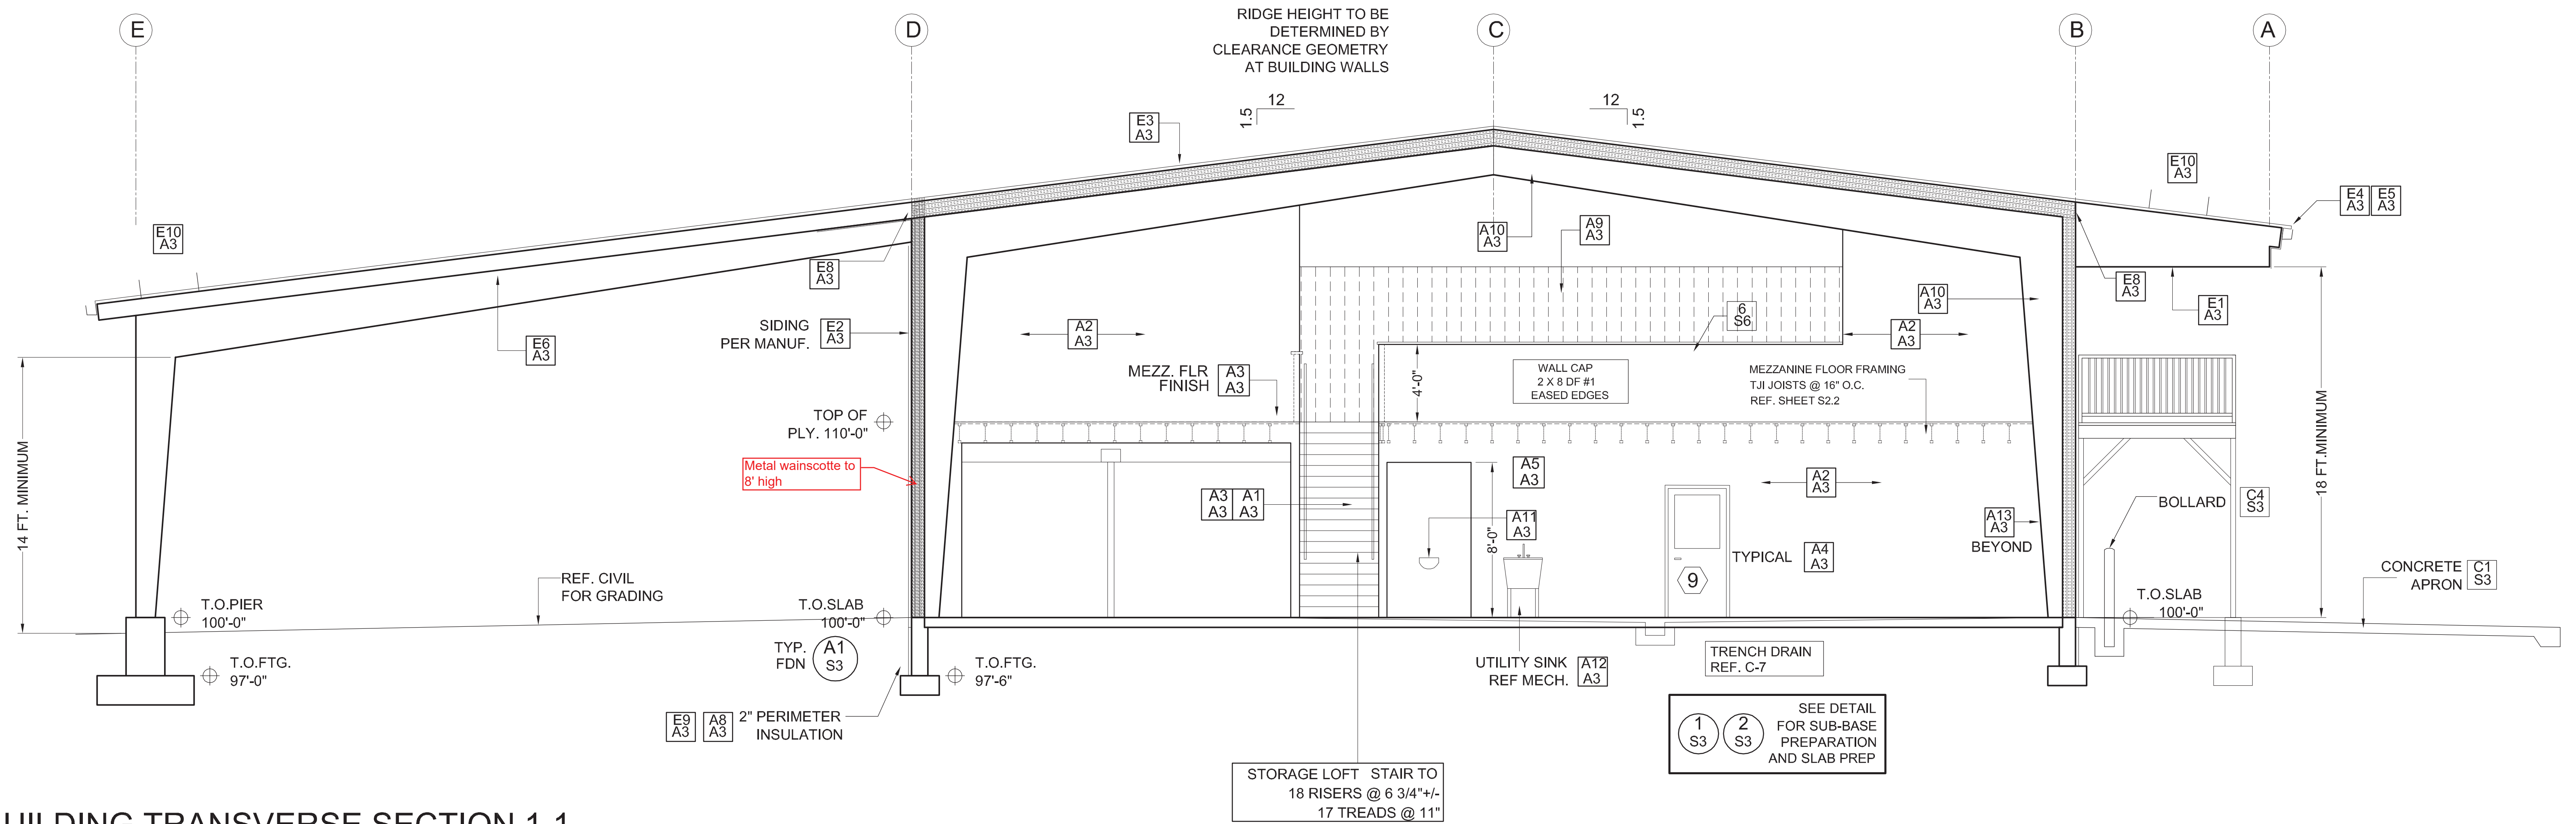 E
D
RIDGE HEIGHT TO BE
DETERMINED BY
CLEARANCE GEOMETRY
AT BUILDING WALLS
C
B
A
12
1.5
12
1.5
E3
A3
E10
A3
E4 E5
A3 A3
E10
A3
A10
A3
A9
A3
E8
A3
E8
A3
A10
A3
E1
A3
SIDING
PER MANUF.
E2
A3
E6
A3
A2
A3
6
S6
A2
A3
MEZZ. FLR
FINISH
A3
A3
4'-0"
WALL CAP
2 X 8 DF #1
EASED EDGES
MEZZANINE FLOOR FRAMING
TJI JOISTS @ 16" O.C.
REF. SHEET S2.2
TOP OF
PLY. 110'-0"
14 FT. MINIMUM
18 FT.MINIMUM
Metal wainscotte to
8' high
A3 A1
A3 A3
A5
A3
A11
A3
8'-0"
A2
A3
9
TYPICAL
A4
A3
A13
A3
BEYOND
BOLLARD
C4
S3
CONCRETE
APRON
C1
S3
REF. CIVIL
FOR GRADING
T.O.PIER
100'-0"
T.O.SLAB
100'-0"
T.O.SLAB
100'-0"
TYP.
FDN
A1
S3
T.O.FTG.
97'-0"
T.O.FTG.
97'-6"
UTILITY SINK
REF MECH.
A12
A3
TRENCH DRAIN
REF. C-7
E9
A3
A8
A3
2" PERIMETER
INSULATION
1
S3
2
S3
SEE DETAIL
FOR SUB-BASE
PREPARATION
AND SLAB PREP
STORAGE LOFT STAIR TO
18 RISERS @ 6 3/4"+/-
17 TREADS @ 11"
UILDING TRANSVERSE SECTION 1-1